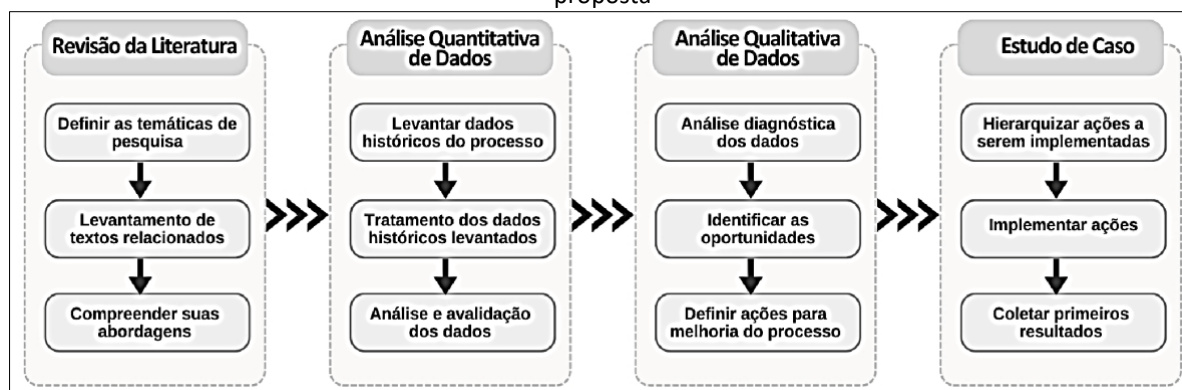 proposta
Revisão da Literatura
Definir as temáticas de
pesquisa
Levantamento de
textos relacionados
Compreender suas
abordagens
Análise Quantitativa
de Dados
Levantar dados
históricos do processo
Tratamento dos dados
históricos levantados
Análise e avalidação
dos dados
Análise Qualitativa
de Dados
Análise diagnóstica
dos dados
Identificar as
oportunidades
Definir ações para
melhoria do processo
Estudo de Caso
Hierarquizar ações a
serem implementadas
Implementar ações
Coletar primeiros
resultados